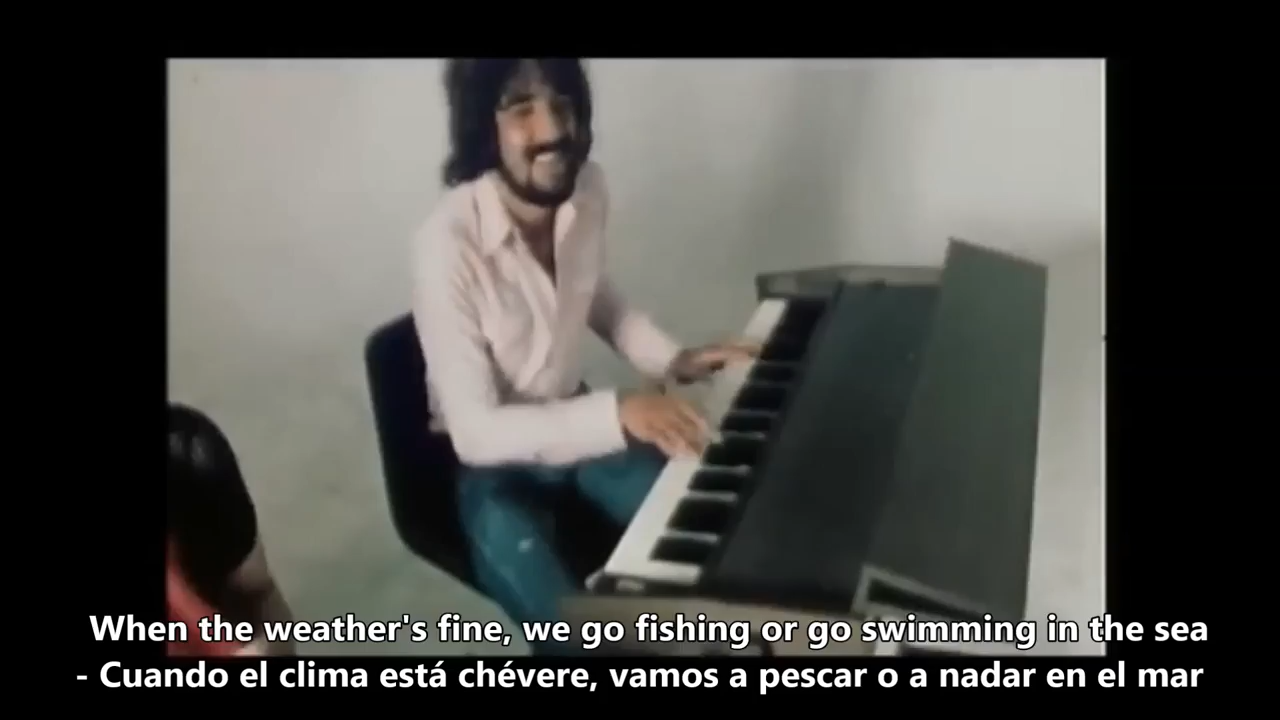 When the weather's fine, we go fishing or go swimming in the sea
- Cuando el clima está chévere, vamos a pescar o a nadar en el mar